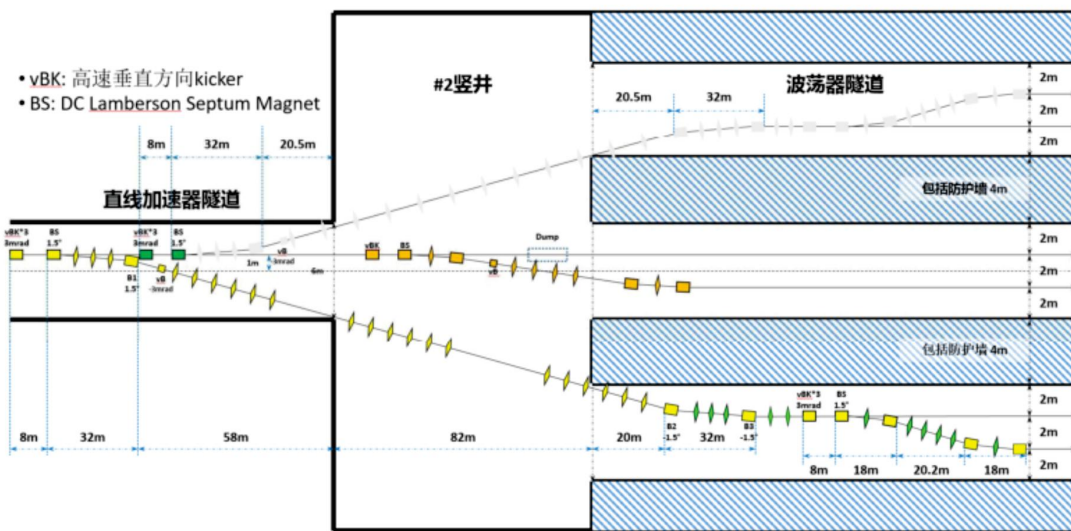 • vBK: 高速垂直方向kicker
• BS: DC Lamberson Septum Magnet
#2竖井
波荡器隧道
20.5m
32m
2m
2m
2m
8m
32m
20.5m
直线加速器隧道
包括防护墙 4m
vBK*3
3mrad
BS
1.5°
vBK*3
3mrad
BS
1.5°
1m
vB
-3mrad
6m
B1
1.5°
vB
-3mrad
vBK
BS
vB
Dump
2m
2m
2m
包括防护墙 4m
B2
-1.5°
32m
B3
-1.5°
vBK*3
3mrad
BS
1.5°
2m
2m
2m
8m
32m
58m
82m
20m
8m
18m
20.2m
18m